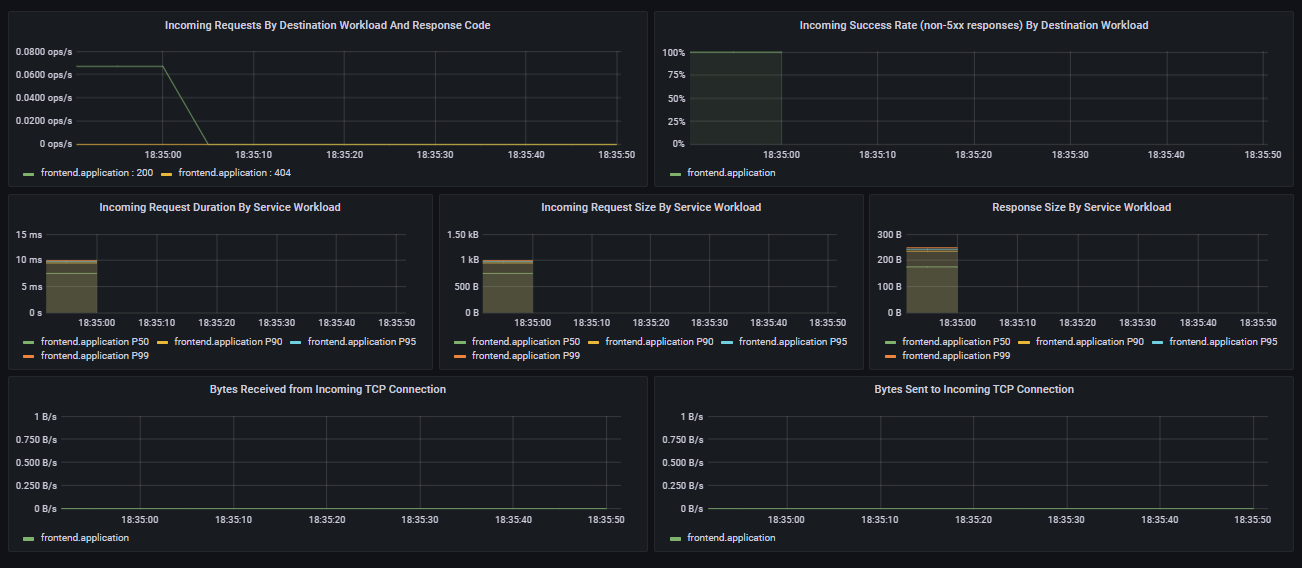 Incoming Requests By Destination Workload And Response Code
0.0800 ops/s
0.0600 ops/s
0.0400 ops/s
0.0200 ops/s
0 ops/s
18:35:00 18:35:10 18:35:20 18:35:30 18:35:40 18:35:50
frontend.application : 200 frontend.application : 404
Incoming Success Rate (non-5xx responses) By Destination Workload
100%
75%
50%
25%
0%
18:35:00 18:35:10 18:35:20 18:35:30 18:35:40 18:35:50
frontend.application
Incoming Request Duration By Service Workload
15 ms
10 ms
5 ms
0 s
18:35:00 18:35:10 18:35:20 18:35:30 18:35:40 18:35:50
frontend.application P50 frontend.application P90 frontend.application P95
frontend.application P99
Incoming Request Size By Service Workload
1.50 kB
1 kB
500 B
0 B
18:35:00 18:35:10 18:35:20 18:35:30 18:35:40 18:35:50
frontend.application P50 frontend.application P90 frontend.application P95
frontend.application P99
Response Size By Service Workload
300 B
200 B
100 B
0 B
18:35:00 18:35:10 18:35:20 18:35:30 18:35:40 18:35:50
frontend.application P50 frontend.application P90 frontend.application P95
frontend.application P99
Bytes Received from Incoming TCP Connection
1 B/s
0.750 B/s
0.500 B/s
0.250 B/s
0 B/s
18:35:00 18:35:10 18:35:20 18:35:30 18:35:40 18:35:50
frontend.application
Bytes Sent to Incoming TCP Connection
1 B/s
0.750 B/s
0.500 B/s
0.250 B/s
0 B/s
18:35:00 18:35:10 18:35:20 18:35:30 18:35:40 18:35:50
frontend.application